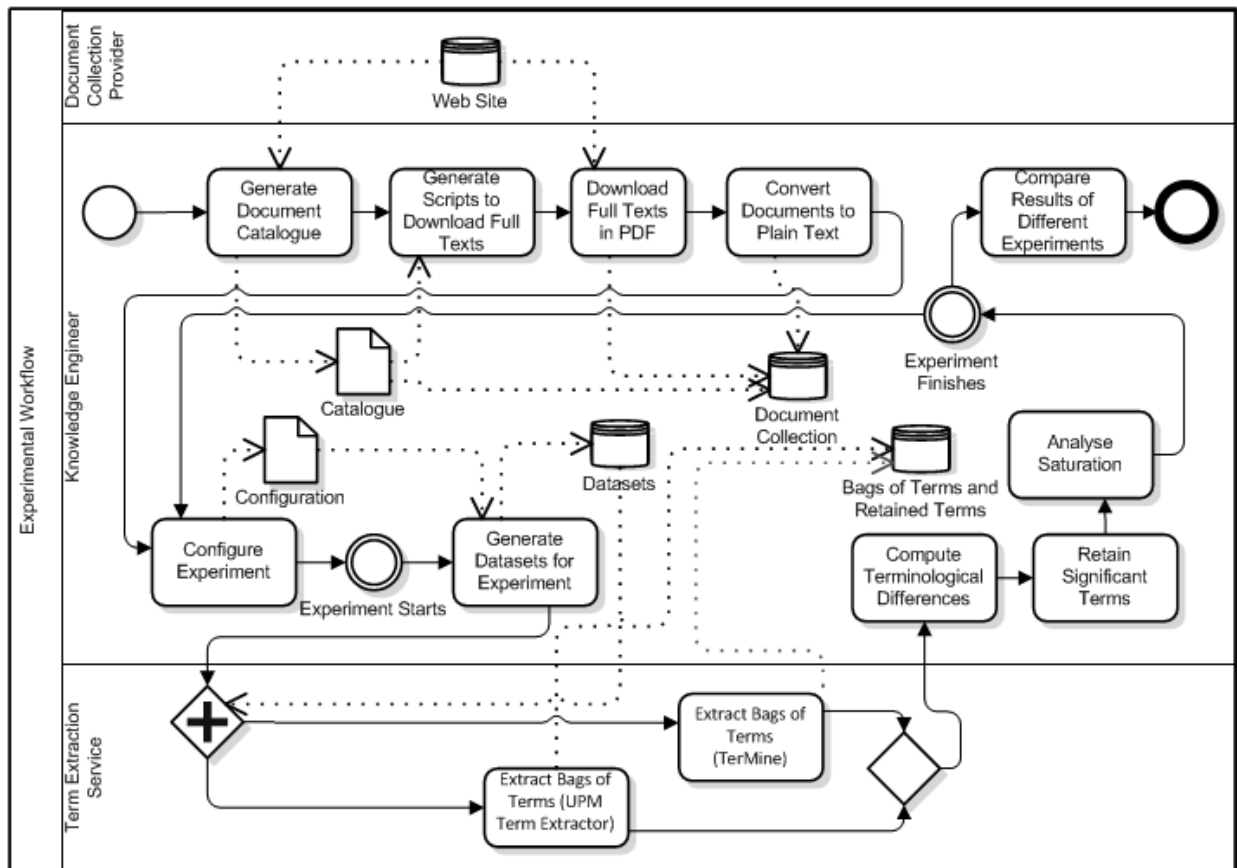 Experimental Workflow
Document
Collection
Provider
Web Site
Knowledge Engineer
Generate
Document
Catalogue
Generate
Scripts to
Download Full
Texts
Download
Full Texts
in PDF
Convert
Documents to
Plain Text
Compare
Results of
Different
Experiments
Catalogue
Document
Collection
Experiment
Finishes
Configuration
Datasets
Bags of Terms and
Retained Terms
Analyse
Saturation
Configure
Experiment
Experiment Starts
Generate
Datasets for
Experiment
Compute
Terminological
Differences
Retain
Significant
Terms
Term Extraction
Service
Extract Bags of
Terms
(TerMine)
Extract Bags of
Terms (UPM
Term Extractor)